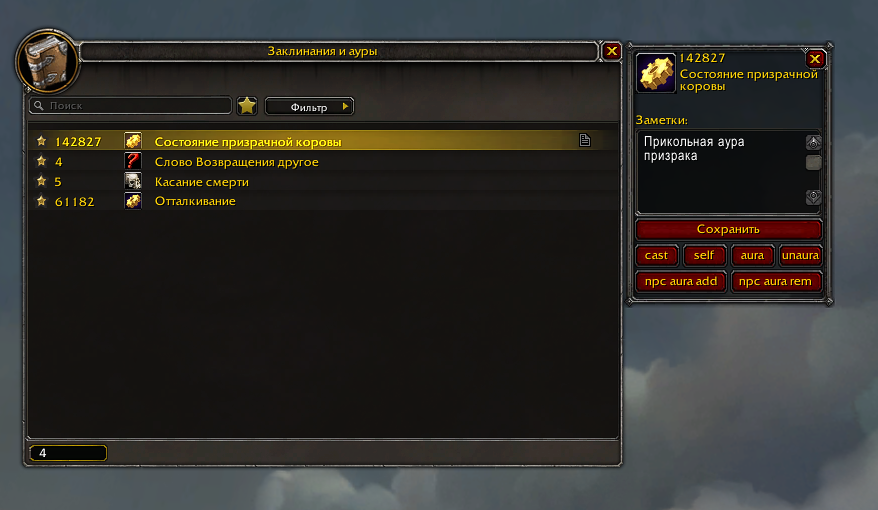 Заклинания и ауры
Поиск
Фильтр
142827 Состояние призрачной коровы
4 Слово Возвращения другое
5 Касание смерти
61182 Отталкивание
4
142827
Состояние призрачной
коровы
Заметки:
Прикольная аура
призрака
Сохранить
cast self aura unaura
npc aura add npc aura rem